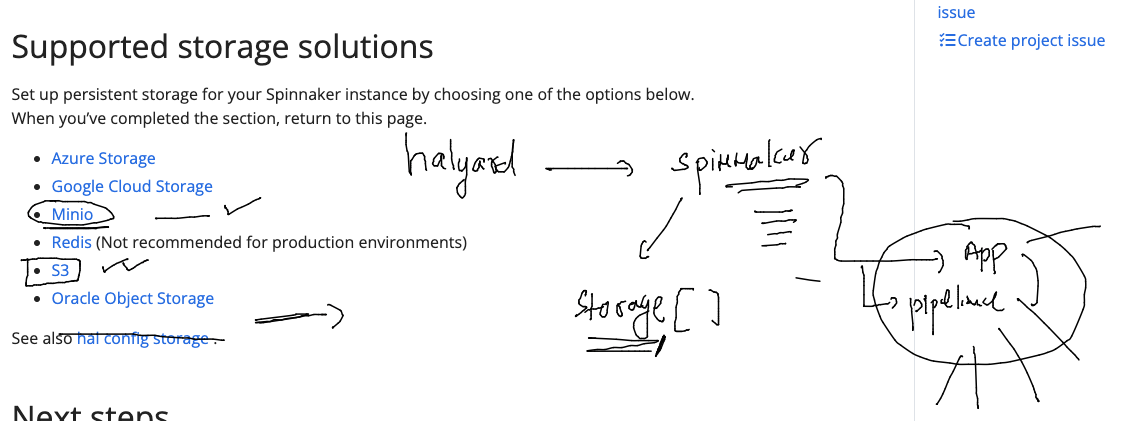 issue
Create project issue
Supported storage solutions
Set up persistent storage for your Spinnaker instance by choosing one of the options below.
When you've completed the section, return to this page.
Azure Storage
Google Cloud Storage
Minio
Redis (Not recommended for production environments)
S3
Oracle Object Storage
See also hal config storage .
Next steps
halyard
spinnaker
storage [ ]
App
pipeline